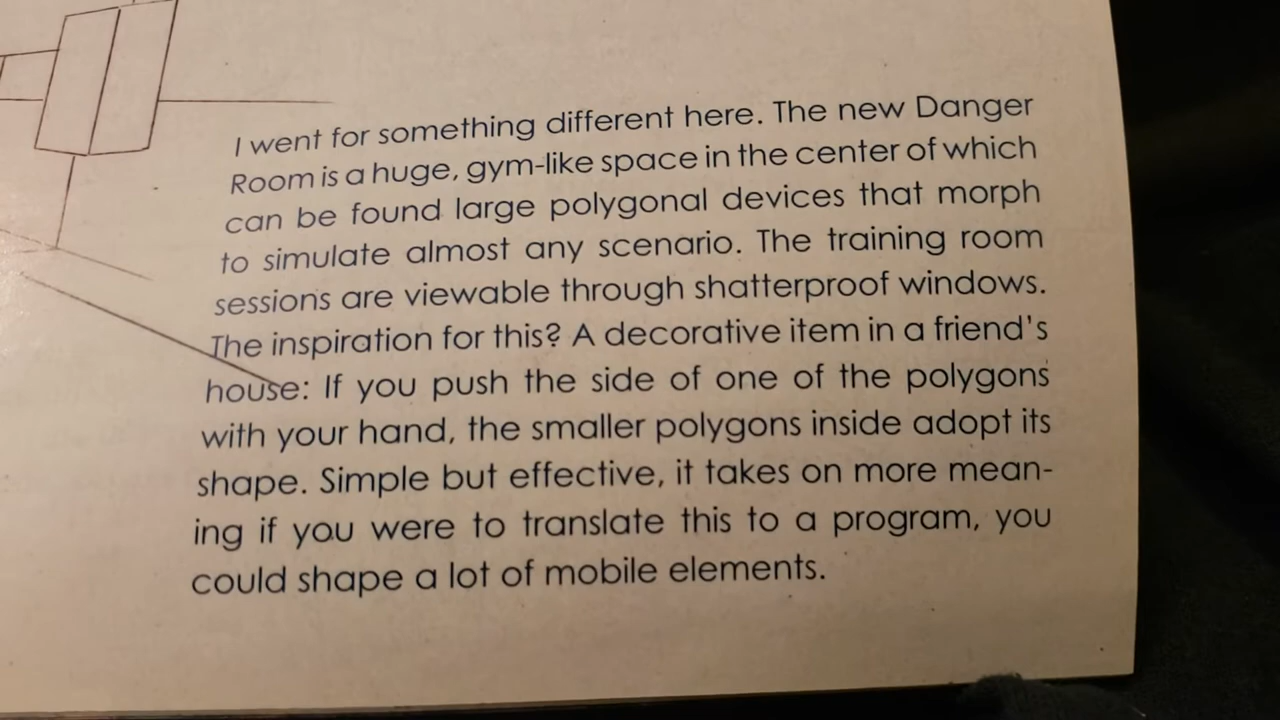 I went for something different here. The new Danger
Room is a huge, gym-like space in the center of which
can be found large polygonal devices that morph
to simulate almost any scenario. The training room
sessions are viewable through shatterproof windows.
The inspiration for this? A decorative item in a friend's
house: If you push the side of one of the polygons
with your hand, the smaller polygons inside adopt its
shape. Simple but effective, it takes on more mean-
ing if you were to translate this to a program, you
could shape a lot of mobile elements.